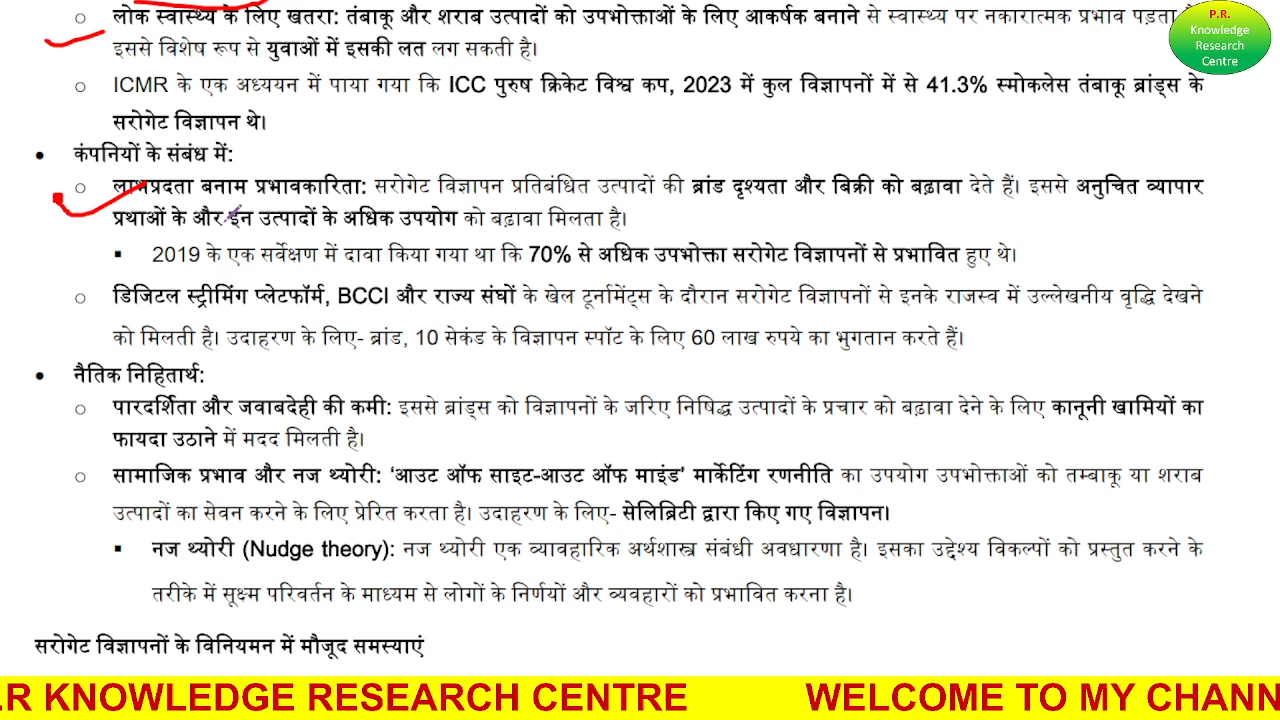 ○ लोक स्वास्थ्य के लिए खतरा: तंबाकू और शराब उत्पादों को उपभोक्ताओं के लिए आकर्षक बनाने से स्वास्थ्य पर नकारात्मक प्रभाव पड़ता
इससे विशेष रूप से युवाओं में इसकी लत लग सकती है।
○ ICMR के एक अध्ययन में पाया गया कि ICC पुरुष क्रिकेट विश्व कप, 2023 में कुल विज्ञापनों में से 41.3% स्मोकलेस तंबाकू ब्रांड्स के
सरोगेट विज्ञापन थे।
• कंपनियों के संबंध में:
○ लाभप्रदता बनाम प्रभावकारिता: सरोगेट विज्ञापन प्रतिबंधित उत्पादों की ब्रांड दृश्यता और बिक्री को बढ़ावा देते हैं। इससे अनुचित व्यापार
प्रथाओं के और इन उत्पादों के अधिक उपयोग को बढ़ावा मिलता है।
▪ 2019 के एक सर्वेक्षण में दावा किया गया था कि 70% से अधिक उपभोक्ता सरोगेट विज्ञापनों से प्रभावित हुए थे।
○ डिजिटल स्ट्रीमिंग प्लेटफॉर्म, BCCI और राज्य संघों के खेल टूर्नामेंट्स के दौरान सरोगेट विज्ञापनों से इनके राजस्व में उल्लेखनीय वृद्धि देखने
को मिलती है। उदाहरण के लिए- ब्रांड, 10 सेकंड के विज्ञापन स्पॉट के लिए 60 लाख रुपये का भुगतान करते हैं।
• नैतिक निहितार्थ:
○ पारदर्शिता और जवाबदेही की कमी: इससे ब्रांड्स को विज्ञापनों के जरिए निषिद्ध उत्पादों के प्रचार को बढ़ावा देने के लिए कानूनी खामियों का
फायदा उठाने में मदद मिलती है।
○ सामाजिक प्रभाव और नज थ्योरी: ‘आउट ऑफ साइट-आउट ऑफ माइंड’ मार्केटिंग रणनीति का उपयोग उपभोक्ताओं को तम्बाकू या शराब
उत्पादों का सेवन करने के लिए प्रेरित करता है। उदाहरण के लिए- सेलिब्रिटी द्वारा किए गए विज्ञापन।
▪ नज थ्योरी (Nudge theory): नज थ्योरी एक व्यावहारिक अर्थशास्त्र संबंधी अवधारणा है। इसका उद्देश्य विकल्पों को प्रस्तुत करने के
तरीके में सूक्ष्म परिवर्तन के माध्यम से लोगों के निर्णयों और व्यवहारों को प्रभावित करना है।
सरोगेट विज्ञापनों के विनियमन में मौजूद समस्याएं
P.R.
Knowledge
Research
Centre
.R KNOWLEDGE RESEARCH CENTRE WELCOME TO MY CHANN